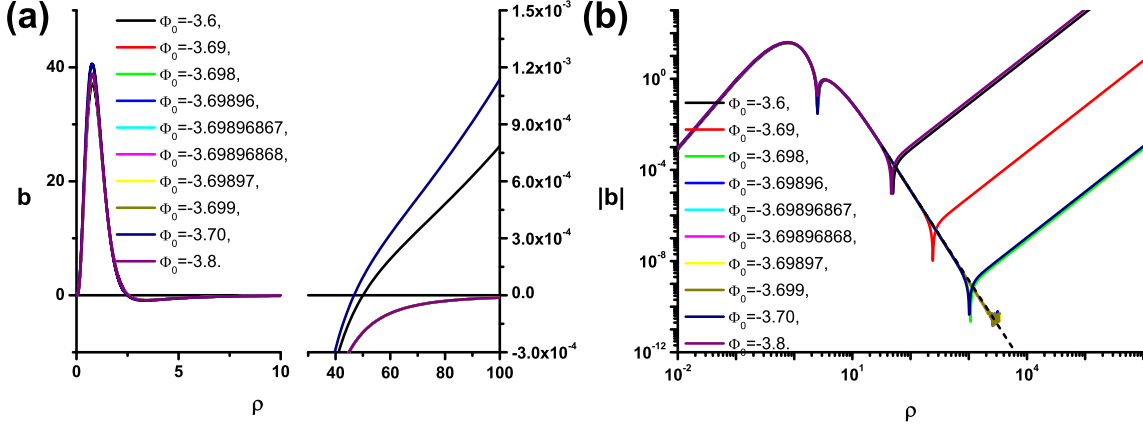 (a)
Φ0=-3.6,
Φ0=-3.69,
Φ0=-3.698,
Φ0=-3.69896,
Φ0=-3.69896867,
Φ0=-3.69896868,
Φ0=-3.69897,
Φ0=-3.699,
Φ0=-3.70,
Φ0=-3.8.
b
40
20
0
0 5 10
40 50 60 70 80 90 100
1.5x10-3
1.2x10-3
9.0x10-4
6.0x10-4
3.0x10-4
0.0
-3.0x10-4
ρ
(b)
|b|
10^0
10^-4
10^-8
10^-12
Φ0=-3.6,
Φ0=-3.69,
Φ0=-3.698,
Φ0=-3.69896,
Φ0=-3.69896867,
Φ0=-3.69896868,
Φ0=-3.69897,
Φ0=-3.699,
Φ0=-3.70,
Φ0=-3.8.
10^-2 10^1 10^4
ρ